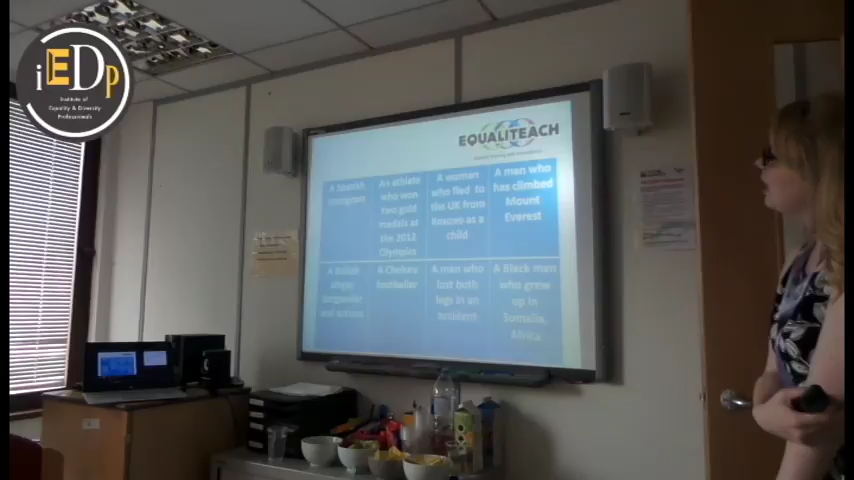 iEDp
Institute of
Equality & Diversity
Professionals
EQUALITEACH
A Spanish
immigrant
An athlete
who won
two gold
medals at
the 2012
Olympics
A woman
who fled to
the UK from
Kosovo as a
child
A man who
has climbed
Mount
Everest
A British
singer,
songwriter
and actress
A Chelsea
footballer
A man who
lost both
legs in an
accident
A Black man
who grew
up in
Somalia,
Africa